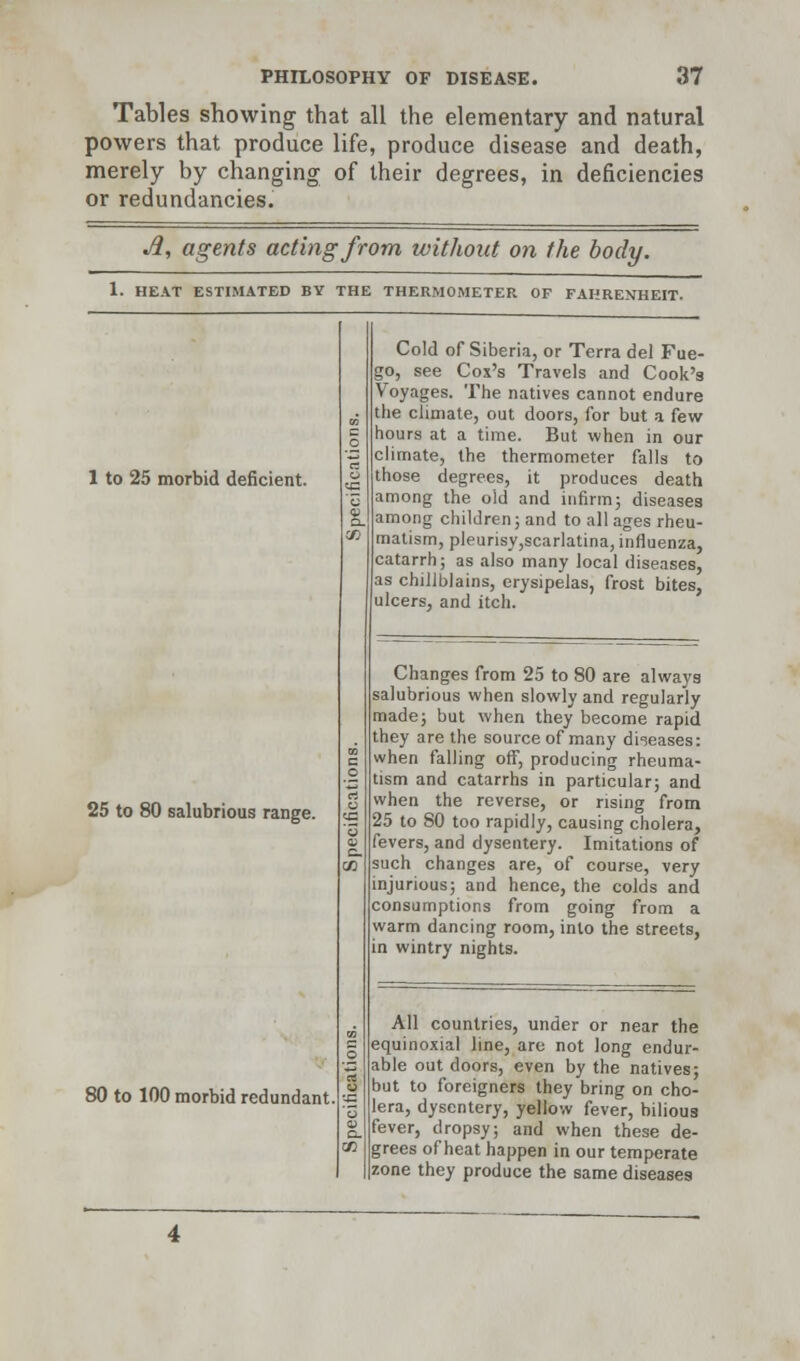 PHILOSOPHY OF DISEASE. 37
Tables showing that all the elementary and natural
powers that produce life, produce disease and death,
merely by changing of their degrees, in deficiencies
or redundancies.
A, agents acting from without on the body.
1. HEAT ESTIMATED BY THE THERMOMETER OF FAHRENHEIT.
1 to 25 morbid deficient.
Specifications.
Cold of Siberia, or Terra del Fue-
go, see Cox's Travels and Cook's
Voyages. The natives cannot endure
the climate, out doors, for but a few
hours at a time. But when in our
climate, the thermometer falls to
those degrees, it produces death
among the old and infirm; diseases
among children; and to all ages rheu-
matism, pleurisy,scarlatina, influenza,
catarrh; as also many local diseases,
as chillblains, erysipelas, frost bites,
ulcers, and itch.
25 to 80 salubrious range.
Specifications.
Changes from 25 to 80 are always
salubrious when slowly and regularly
made; but when they become rapid
they are the source of many diseases:
when falling off, producing rheuma-
tism and catarrhs in particular; and
when the reverse, or rising from
25 to 80 too rapidly, causing cholera,
fevers, and dysentery. Imitations of
such changes are, of course, very
injurious; and hence, the colds and
consumptions from going from a
warm dancing room, into the streets,
in wintry nights.
80 to 100 morbid redundant.
Specifications.
All countries, under or near the
equinoxial line, are not long endur-
able out doors, even by the natives;
but to foreigners they bring on cho-
lera, dysentery, yellow fever, bilious
fever, dropsy; and when these de-
grees of heat happen in our temperate
zone they produce the same diseases
4